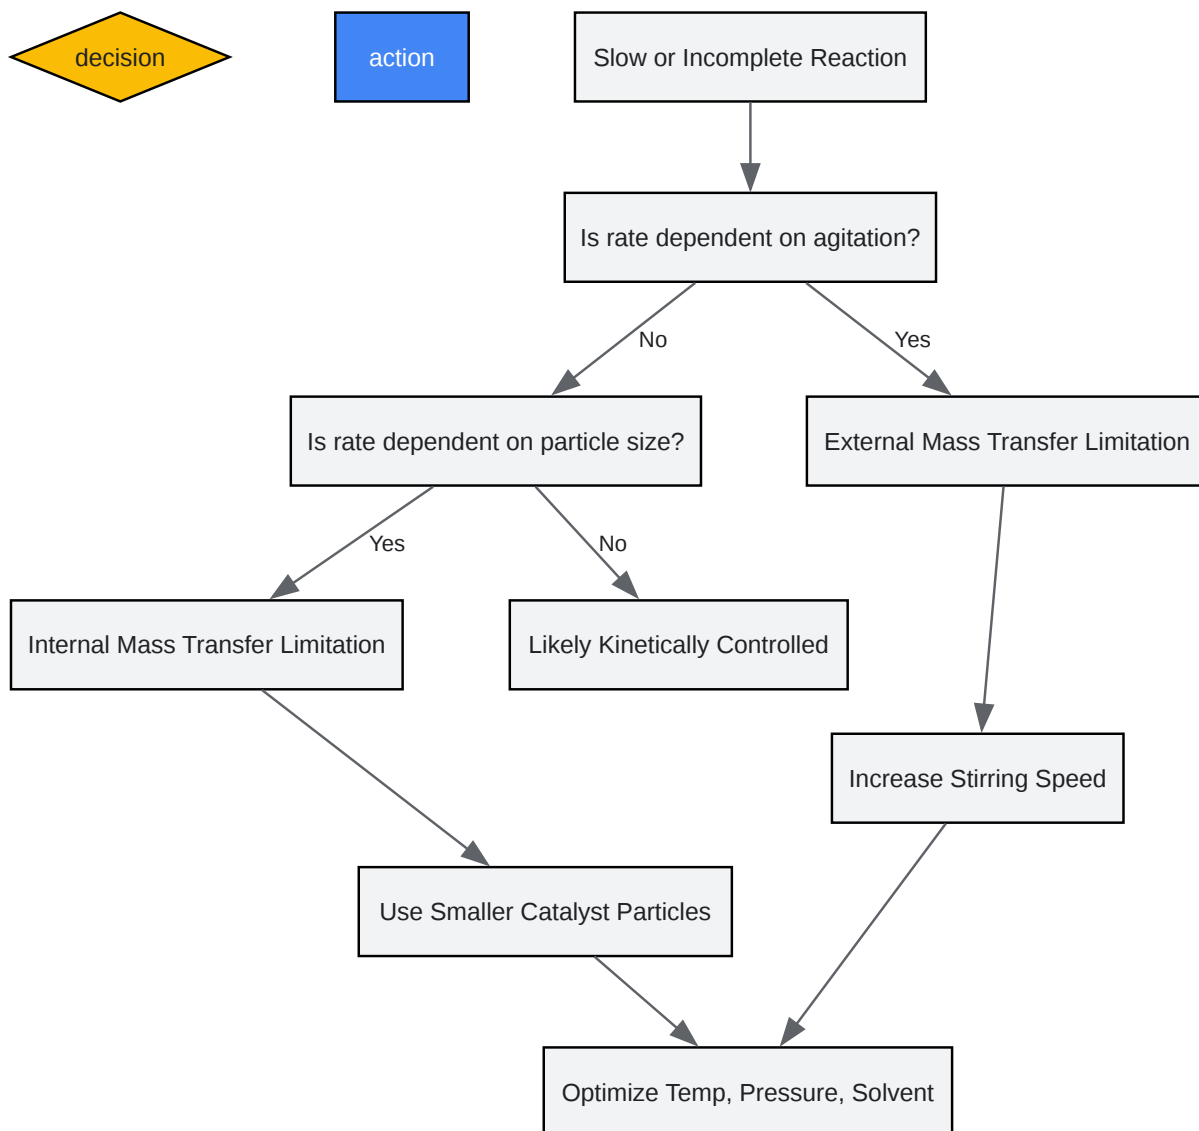 decision
action
Slow or Incomplete Reaction
Is rate dependent on agitation?
No
Yes
Is rate dependent on particle size?
External Mass Transfer Limitation
Yes
No
Internal Mass Transfer Limitation
Likely Kinetically Controlled
Increase Stirring Speed
Use Smaller Catalyst Particles
Optimize Temp, Pressure, Solvent